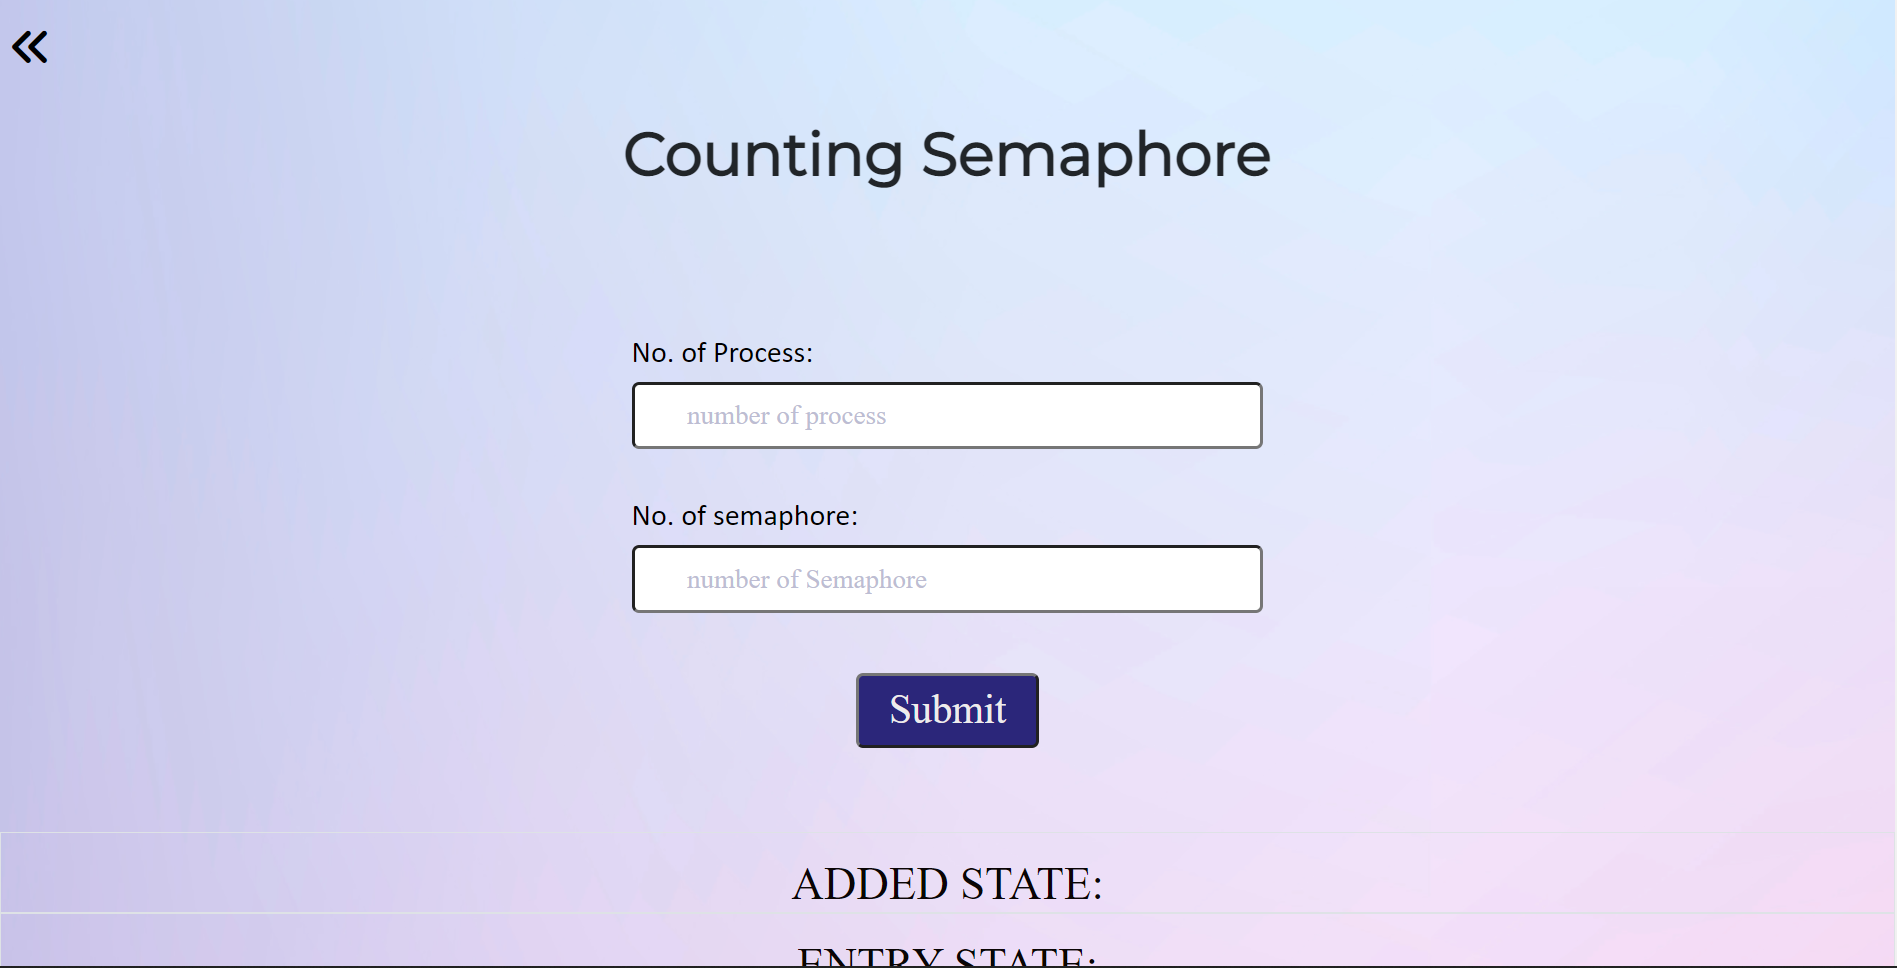 Counting Semaphore
No. of Process:
number of process
No. of semaphore:
number of Semaphore
Submit
ADDED STATE:
ENTRY STATE: